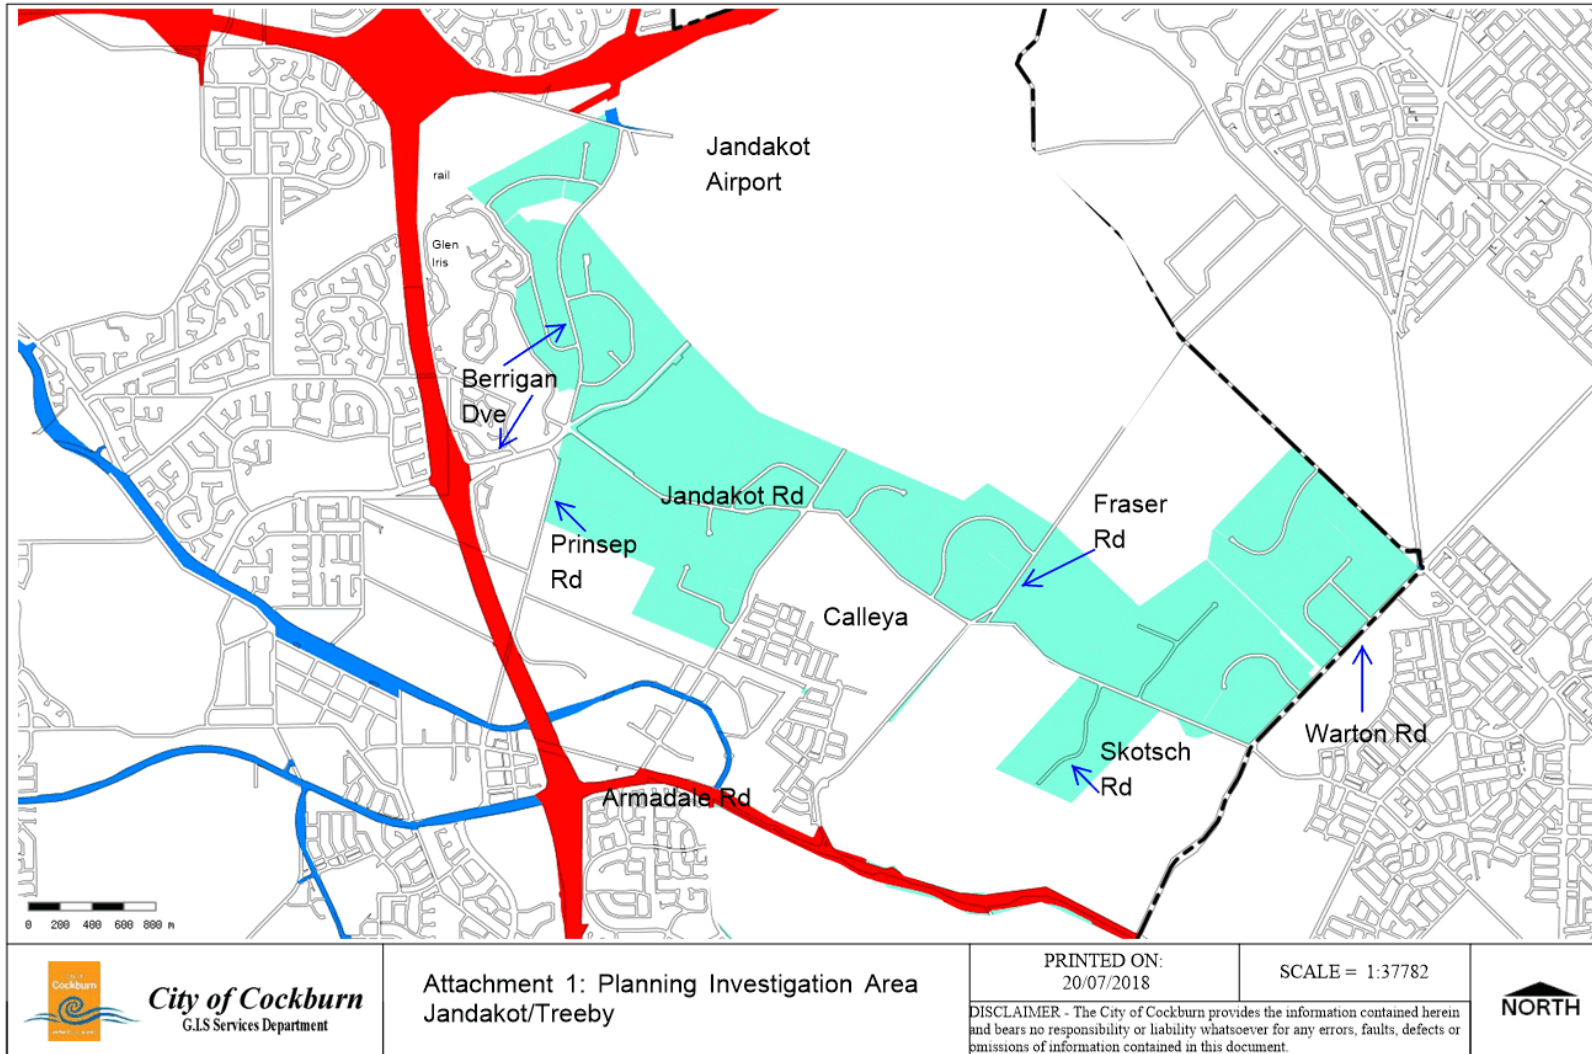 Jandakot
Airport
rail
Glen
Iris
Berrigan
Dve
Jandakot Rd
Prinsep
Rd
Fraser
Rd
Calleya
Skotsch
Rd
Warton Rd
Armadale Rd
0 200 400 600 800 m
Cockburn
City of Cockburn
G.I.S Services Department
Attachment 1: Planning Investigation Area
Jandakot/Treeby
PRINTED ON:
20/07/2018
SCALE = 1:37782
DISCLAIMER - The City of Cockburn provides the information contained herein
and bears no responsibility or liability whatsoever for any errors, faults, defects or
omissions of information contained in this document.
NORTH